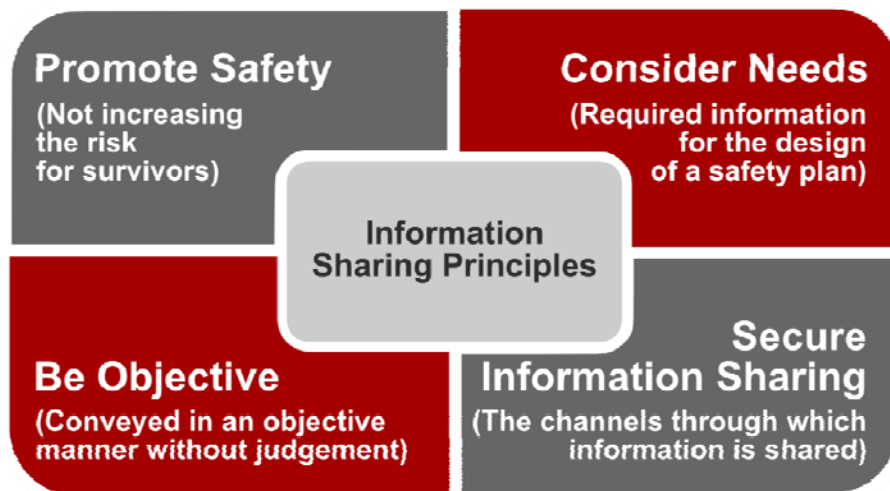 Promote Safety
(Not increasing
the risk
for survivors)
Consider Needs
(Required information
for the design
of a safety plan)
Information
Sharing Principles
Be Objective
(Conveyed in an objective
manner without judgement)
Secure
Information Sharing
(The channels through which
information is shared)